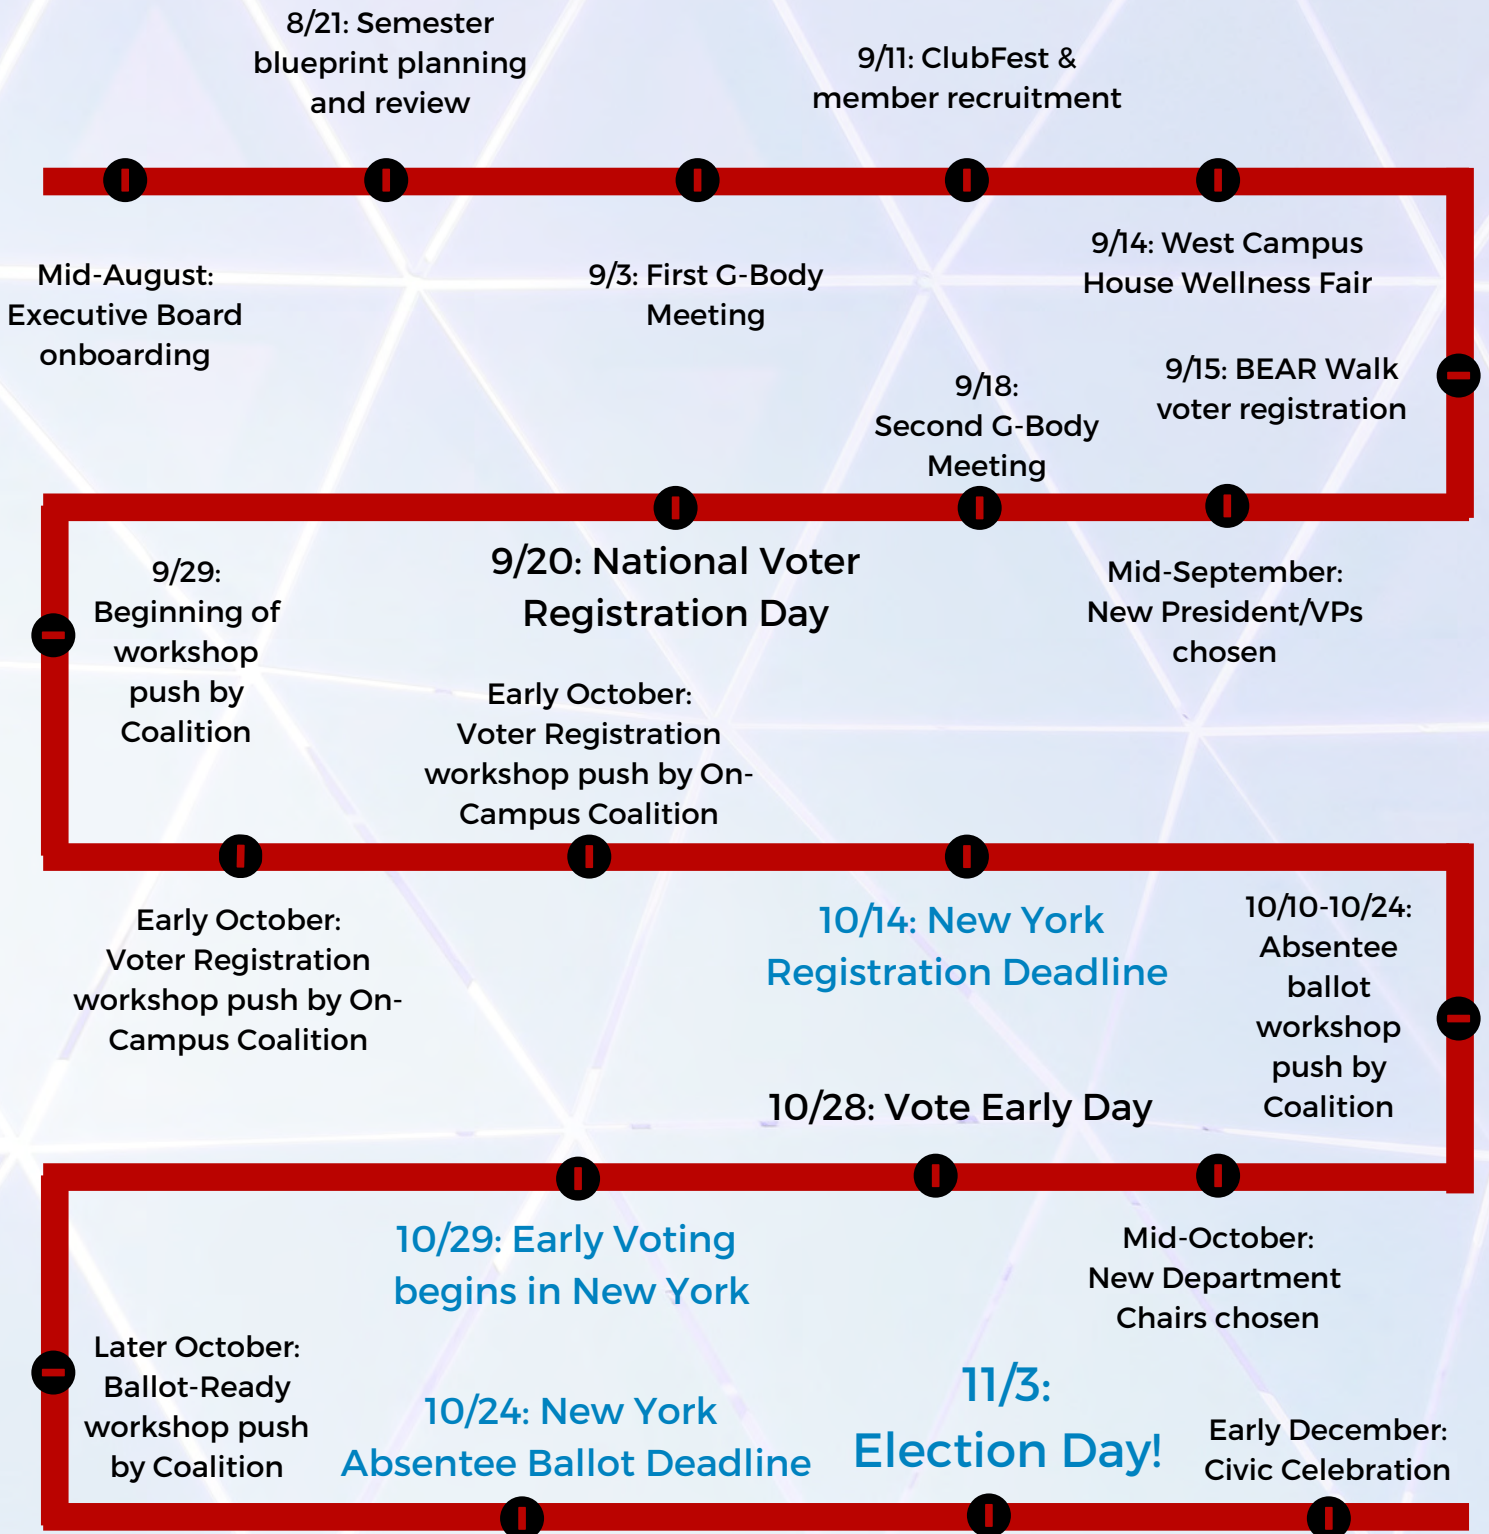 8/21: Semester
blueprint planning
and review
9/11: ClubFest &
member recruitment
Mid-August:
Executive Board
onboarding
9/3: First G-Body
Meeting
9/14: West Campus
House Wellness Fair
9/15: BEAR Walk
voter registration
9/18:
Second G-Body
Meeting
Mid-September:
New President/VPs
chosen
9/20: National Voter
Registration Day
9/29:
Beginning of
workshop
push by
Coalition
Early October:
Voter Registration
workshop push by On-
Campus Coalition
Early October:
Voter Registration
workshop push by On-
Campus Coalition
10/14: New York
Registration Deadline
10/10-10/24:
Absentee
ballot
workshop
push by
Coalition
10/28: Vote Early Day
Mid-October:
New Department
Chairs chosen
10/29: Early Voting
begins in New York
Later October:
Ballot-Ready
workshop push
by Coalition
10/24: New York
Absentee Ballot Deadline
11/3:
Election Day!
Early December:
Civic Celebration